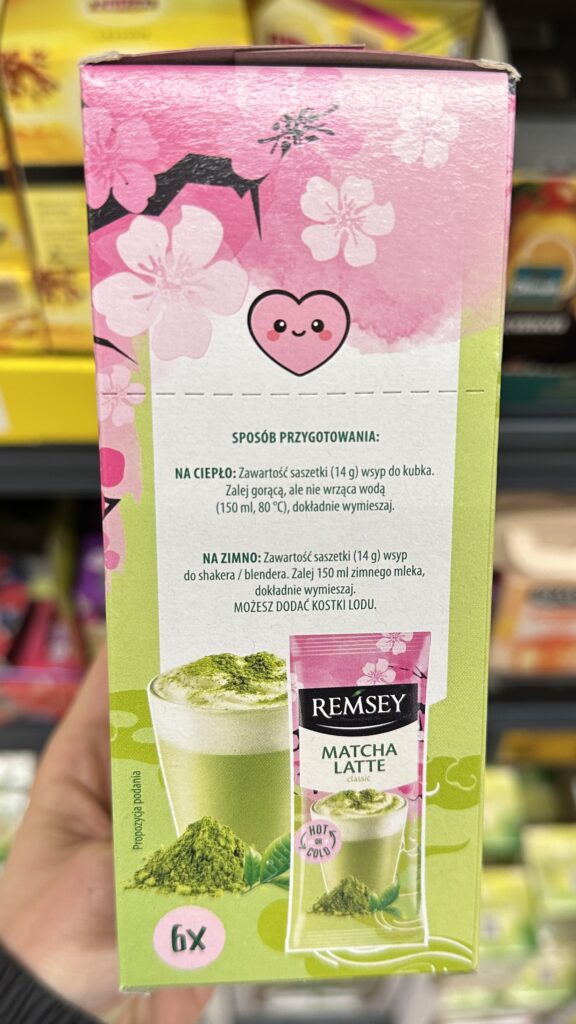 SPOSÓB PRZYGOTOWANIA:
NA CIEPŁO: Zawartość saszetki (14 g) wsyp do kubka.
Zalej gorącą, ale nie wrząca wodą
(150 ml, 80 °C), dokładnie wymieszaj.
NA ZIMNO: Zawartość saszetki (14 g) wsyp
do shakera / blendera. Zalej 150 ml zimnego mleka,
dokładnie wymieszaj.
MOŻESZ DODAĆ KOSTKI LODU.
REMSEY
MATCHA
LATTE
classic
HOT
OR
COLD
Propozycja podania
6x